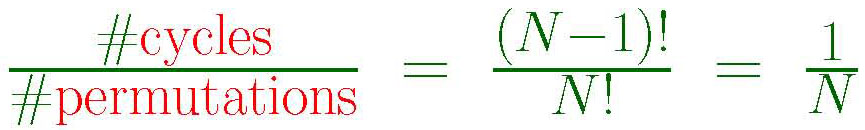 #cycles / #permutations = (N−1)! / N! = 1 / N